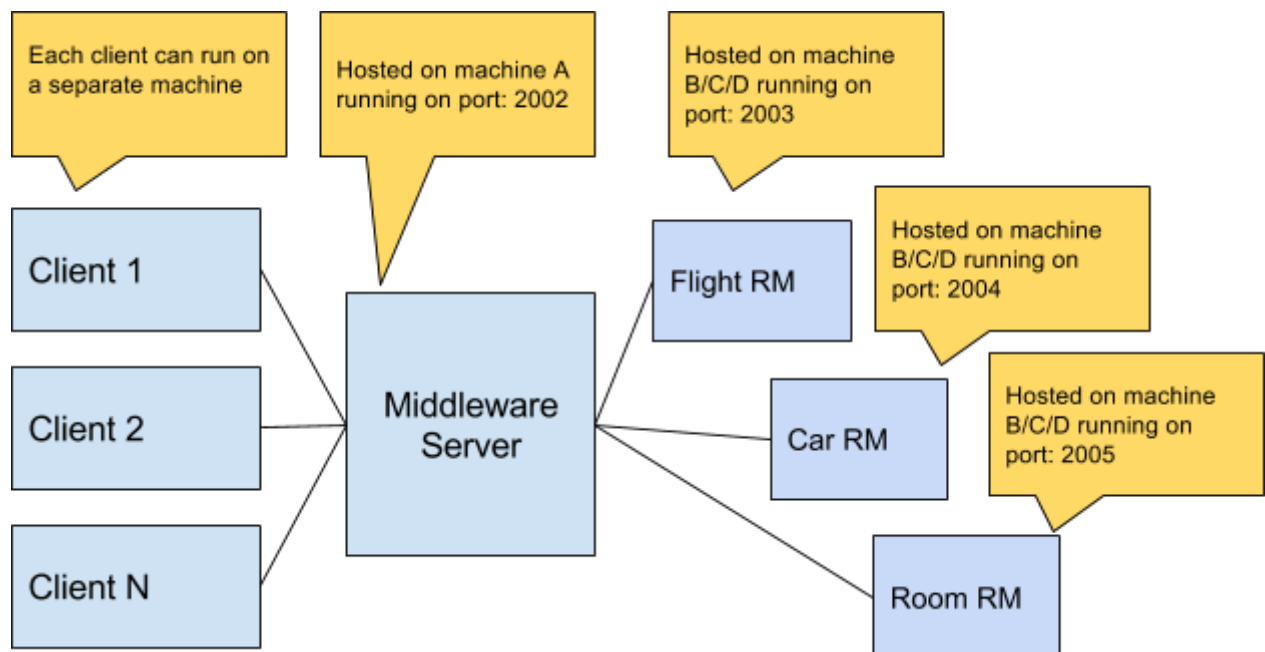 Each client can run on
a separate machine
Hosted on machine A
running on port: 2002
Hosted on machine
B/C/D running on
port: 2003
Hosted on machine
B/C/D running on
port: 2004
Hosted on machine
B/C/D running on
port: 2005
Client 1
Client 2
Client N
Middleware
Server
Flight RM
Car RM
Room RM